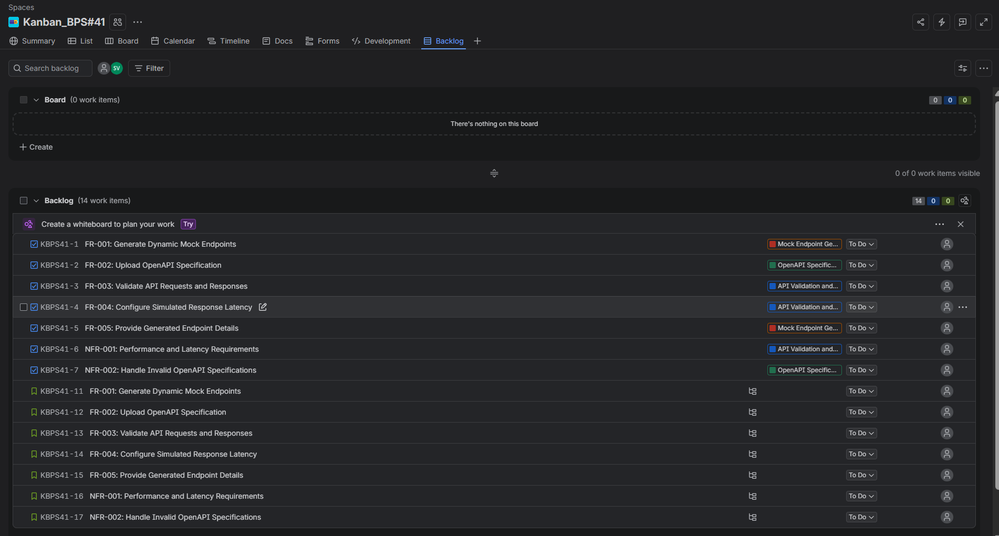 Spaces
Kanban_BPS#41
Summary List Board Calendar Timeline Docs Forms Development Backlog
Search backlog SV Filter
Board (0 work items) 0 0 0
There's nothing on this board
Create
0 of 0 work items visible
Backlog (14 work items) 14 0 0
Create a whiteboard to plan your work Try
KBPS41-1 FR-001: Generate Dynamic Mock Endpoints Mock Endpoint Ge... To Do
KBPS41-2 FR-002: Upload OpenAPI Specification OpenAPI Specific... To Do
KBPS41-3 FR-003: Validate API Requests and Responses API Validation and... To Do
KBPS41-4 FR-004: Configure Simulated Response Latency API Validation and... To Do
KBPS41-5 FR-005: Provide Generated Endpoint Details Mock Endpoint Ge... To Do
KBPS41-6 NFR-001: Performance and Latency Requirements API Validation and... To Do
KBPS41-7 NFR-002: Handle Invalid OpenAPI Specifications OpenAPI Specific... To Do
KBPS41-11 FR-001: Generate Dynamic Mock Endpoints To Do
KBPS41-12 FR-002: Upload OpenAPI Specification To Do
KBPS41-13 FR-003: Validate API Requests and Responses To Do
KBPS41-14 FR-004: Configure Simulated Response Latency To Do
KBPS41-15 FR-005: Provide Generated Endpoint Details To Do
KBPS41-16 NFR-001: Performance and Latency Requirements To Do
KBPS41-17 NFR-002: Handle Invalid OpenAPI Specifications To Do